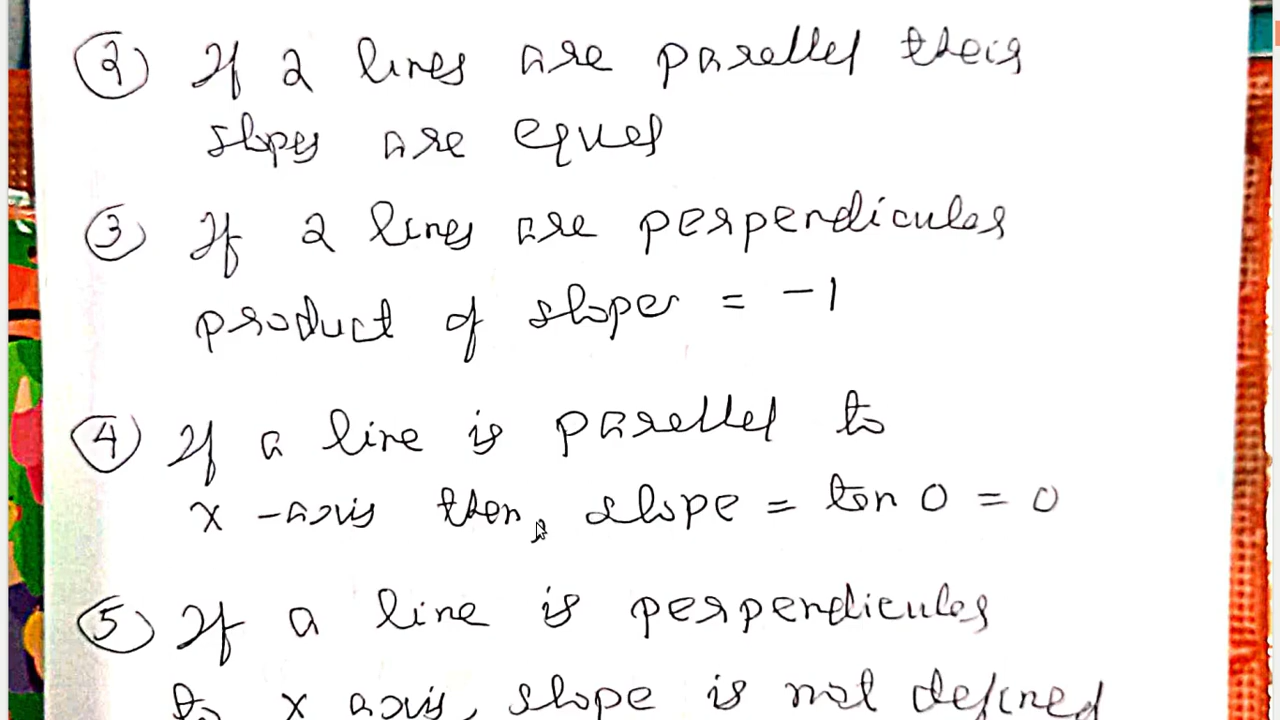 ② If 2 lines are parallel their
slopes are equal
③ If 2 lines are perpendicular
product of slopes = -1
④ If a line is parallel to
x-axis then, slope = tan 0 = 0
⑤ If a line is perpendicular
to x axis, slope is not defined